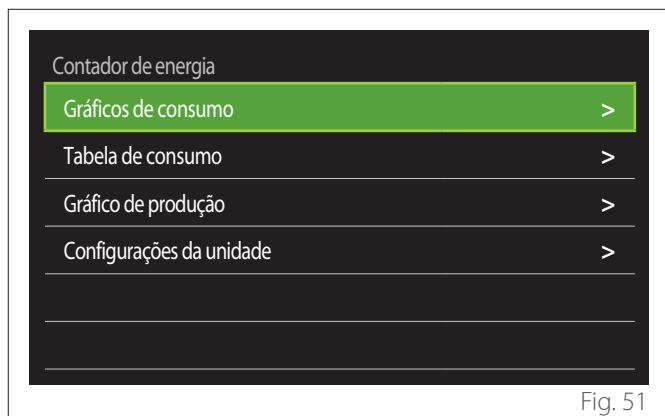 Contador de energia
Gráficos de consumo >
Tabela de consumo >
Gráfico de produção >
Configurações da unidade >
Fig. 51